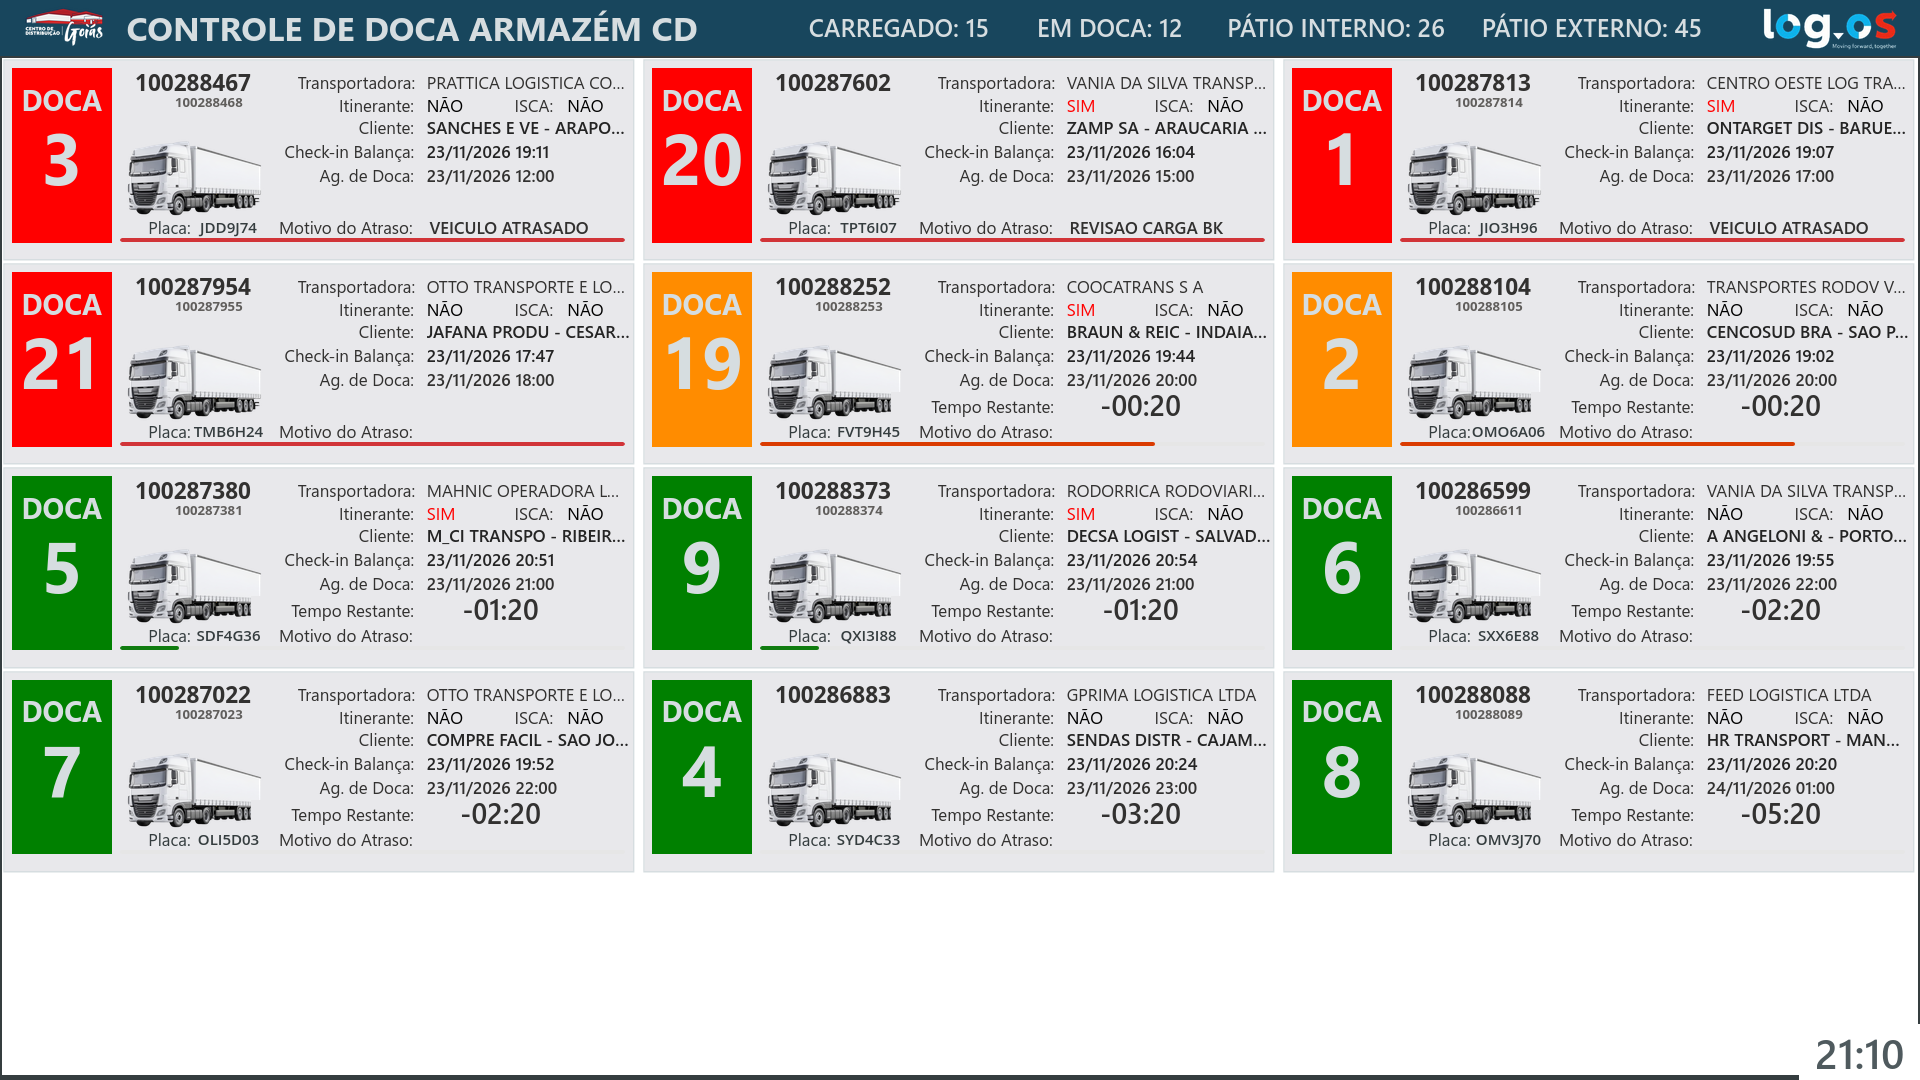 CENTRO DE DISTRIBUIÇÃO Goiás
CONTROLE DE DOCA ARMAZÉM CD
CARREGADO: 15
EM DOCA: 12
PÁTIO INTERNO: 26
PÁTIO EXTERNO: 45
log.os
Moving forward, together
DOCA
3
100288467
100288468
Transportadora: PRATTICA LOGISTICA CO...
Itinerante: NÃO ISCA: NÃO
Cliente: SANCHES E VE - ARAPO...
Check-in Balança: 23/11/2026 19:11
Ag. de Doca: 23/11/2026 12:00
Placa: JDD9J74 Motivo do Atraso: VEICULO ATRASADO
DOCA
20
100287602
Transportadora: VANIA DA SILVA TRANSP...
Itinerante: SIM ISCA: NÃO
Cliente: ZAMP SA - ARAUCARIA ...
Check-in Balança: 23/11/2026 16:04
Ag. de Doca: 23/11/2026 15:00
Placa: TPT6I07 Motivo do Atraso: REVISAO CARGA BK
DOCA
1
100287813
100287814
Transportadora: CENTRO OESTE LOG TRA...
Itinerante: SIM ISCA: NÃO
Cliente: ONTARGET DIS - BARUE...
Check-in Balança: 23/11/2026 19:07
Ag. de Doca: 23/11/2026 17:00
Placa: JIO3H96 Motivo do Atraso: VEICULO ATRASADO
DOCA
21
100287954
100287955
Transportadora: OTTO TRANSPORTE E LO...
Itinerante: NÃO ISCA: NÃO
Cliente: JAFANA PRODU - CESAR...
Check-in Balança: 23/11/2026 17:47
Ag. de Doca: 23/11/2026 18:00
Placa: TMB6H24 Motivo do Atraso:
DOCA
19
100288252
100288253
Transportadora: COOCATRANS S A
Itinerante: SIM ISCA: NÃO
Cliente: BRAUN & REIC - INDAIA...
Check-in Balança: 23/11/2026 19:44
Ag. de Doca: 23/11/2026 20:00
Tempo Restante: -00:20
Placa: FVT9H45 Motivo do Atraso:
DOCA
2
100288104
100288105
Transportadora: TRANSPORTES RODOV V...
Itinerante: NÃO ISCA: NÃO
Cliente: CENCOSUD BRA - SAO P...
Check-in Balança: 23/11/2026 19:02
Ag. de Doca: 23/11/2026 20:00
Tempo Restante: -00:20
Placa: OMO6A06 Motivo do Atraso:
DOCA
5
100287380
100287381
Transportadora: MAHNIC OPERADORA L...
Itinerante: SIM ISCA: NÃO
Cliente: M_CI TRANSPO - RIBEIR...
Check-in Balança: 23/11/2026 20:51
Ag. de Doca: 23/11/2026 21:00
Tempo Restante: -01:20
Placa: SDF4G36 Motivo do Atraso:
DOCA
9
100288373
100288374
Transportadora: RODORRICA RODOVIARI...
Itinerante: SIM ISCA: NÃO
Cliente: DECSA LOGIST - SALVAD...
Check-in Balança: 23/11/2026 20:54
Ag. de Doca: 23/11/2026 21:00
Tempo Restante: -01:20
Placa: QXI3I88 Motivo do Atraso:
DOCA
6
100286599
100286611
Transportadora: VANIA DA SILVA TRANSP...
Itinerante: NÃO ISCA: NÃO
Cliente: A ANGELONI & - PORTO...
Check-in Balança: 23/11/2026 19:55
Ag. de Doca: 23/11/2026 22:00
Tempo Restante: -02:20
Placa: SXX6E88 Motivo do Atraso:
DOCA
7
100287022
100287023
Transportadora: OTTO TRANSPORTE E LO...
Itinerante: NÃO ISCA: NÃO
Cliente: COMPRE FACIL - SAO JO...
Check-in Balança: 23/11/2026 19:52
Ag. de Doca: 23/11/2026 22:00
Tempo Restante: -02:20
Placa: OLI5D03 Motivo do Atraso:
DOCA
4
100286883
Transportadora: GPRIMA LOGISTICA LTDA
Itinerante: NÃO ISCA: NÃO
Cliente: SENDAS DISTR - CAJAM...
Check-in Balança: 23/11/2026 20:24
Ag. de Doca: 23/11/2026 23:00
Tempo Restante: -03:20
Placa: SYD4C33 Motivo do Atraso:
DOCA
8
100288088
100288089
Transportadora: FEED LOGISTICA LTDA
Itinerante: NÃO ISCA: NÃO
Cliente: HR TRANSPORT - MAN...
Check-in Balança: 23/11/2026 20:20
Ag. de Doca: 24/11/2026 01:00
Tempo Restante: -05:20
Placa: OMV3J70 Motivo do Atraso:
21:10